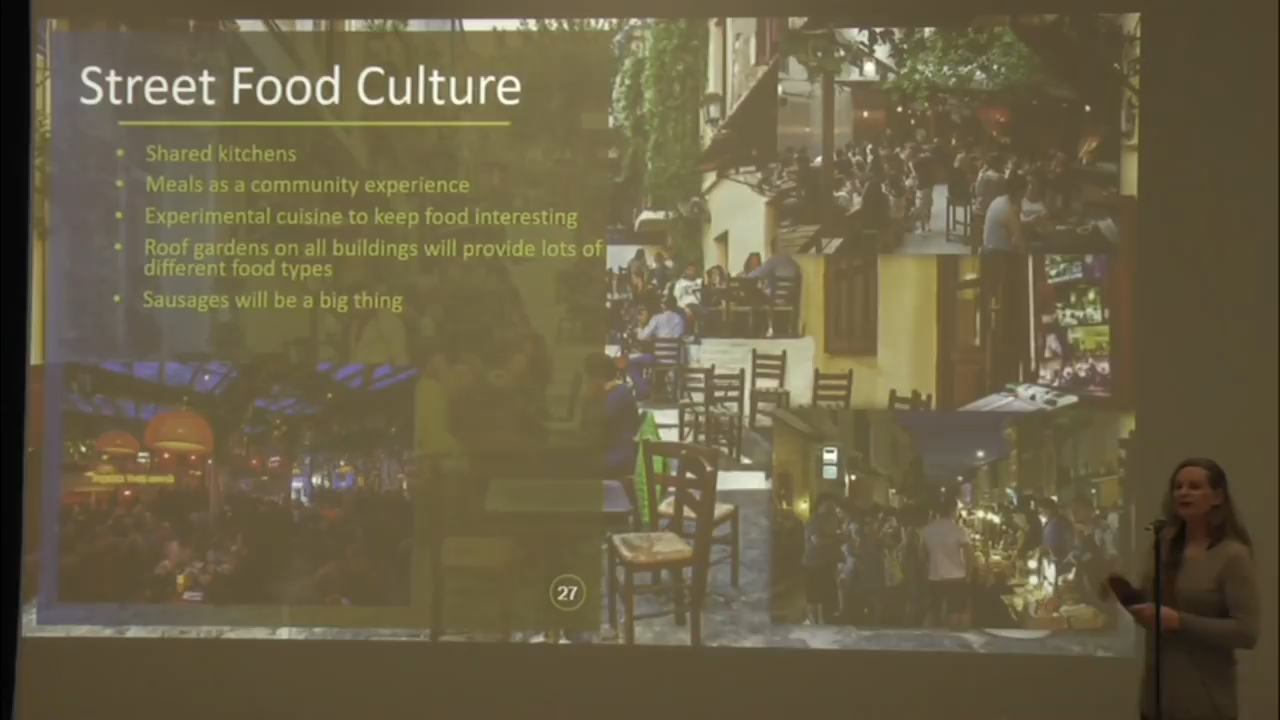 Street Food Culture
• Shared kitchens
• Meals as a community experience
• Experimental cuisine to keep food interesting
• Roof gardens on all buildings will provide lots of
different food types
• Sausages will be a big thing
27